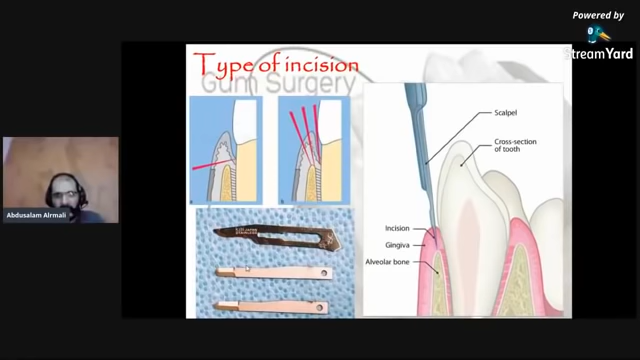 Powered by
StreamYard
Type of incision
Gum Surgery
Scalpel
Cross-section
of tooth
Incision
Gingiva
Alveolar bone
Abdusalam Alrmali